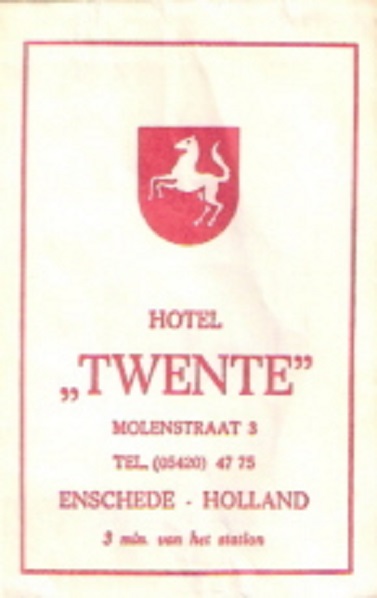 HOTEL
„TWENTE”
MOLENSTRAAT 3
TEL. (05420) 47 75
ENSCHEDE - HOLLAND
3 min. van het station